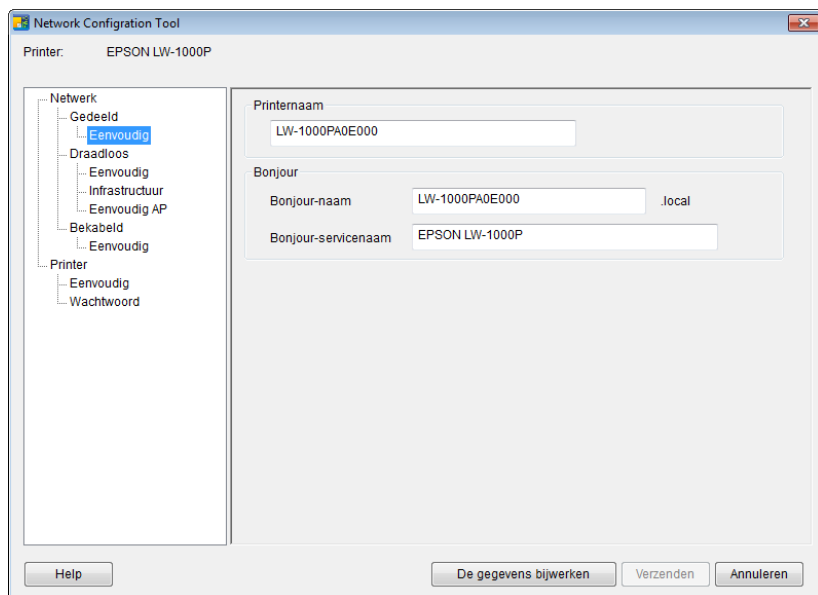 Network Configration Tool
Printer: EPSON LW-1000P
Netwerk
Gedeeld
Eenvoudig
Draadloos
Eenvoudig
Infrastructuur
Eenvoudig AP
Bekabeld
Eenvoudig
Printer
Eenvoudig
Wachtwoord
Printernaam
LW-1000PA0E000
Bonjour
Bonjour-naam LW-1000PA0E000 .local
Bonjour-servicenaam EPSON LW-1000P
Help De gegevens bijwerken Verzenden Annuleren